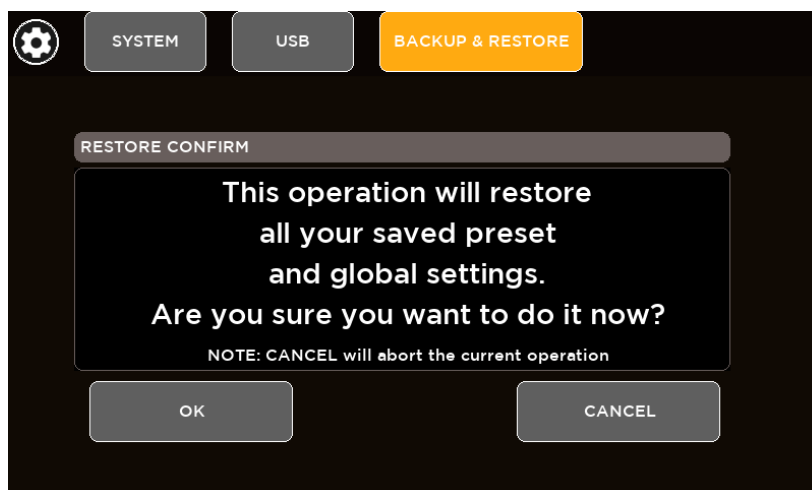 SYSTEM
USB
BACKUP & RESTORE
RESTORE CONFIRM
This operation will restore
all your saved preset
and global settings.
Are you sure you want to do it now?
NOTE: CANCEL will abort the current operation
OK
CANCEL